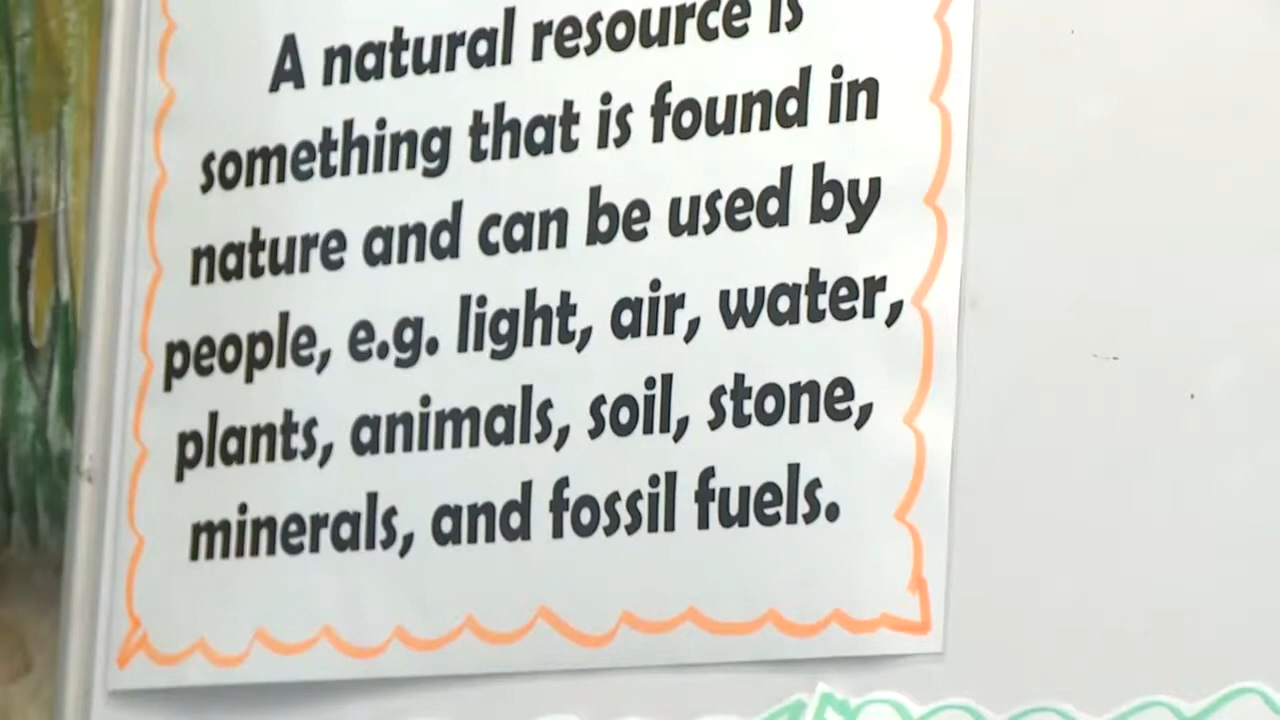 A natural resource is
something that is found in
nature and can be used by
people, e.g. light, air, water,
plants, animals, soil, stone,
minerals, and fossil fuels.